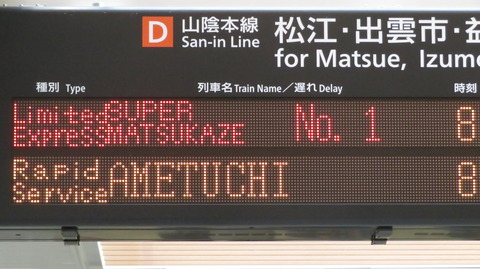 D 山陰本線 松江・出雲市・益
San-in Line for Matsue, Izumo
種別 Type 列車名 Train Name／遅れ Delay 時刻
Limited SUPER No. 1 8
Express MATSUKAZE
Rapid AMETUCHI 8
Service